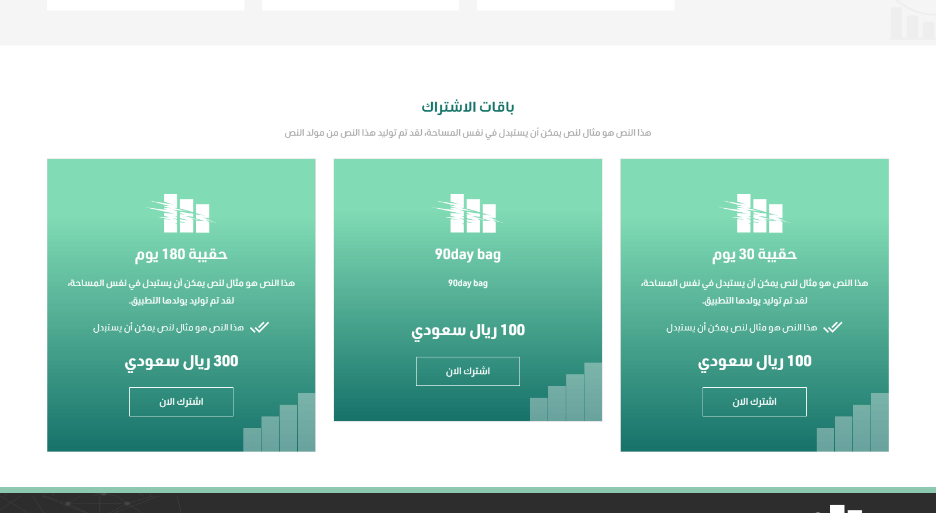 باقات الاشتراك
هذا النص هو مثال لنص يمكن أن يستبدل في نفس المساحة، لقد تم توليد هذا النص من مولد النص
حقيبة 30 يوم
هذا النص هو مثال لنص يمكن أن يستبدل في نفس المساحة،
لقد تم توليد يولدها التطبيق.
هذا النص هو مثال لنص يمكن أن يستبدل
100 ريال سعودي
اشترك الان
90day bag
90day bag
100 ريال سعودي
اشترك الان
حقيبة 180 يوم
هذا النص هو مثال لنص يمكن أن يستبدل في نفس المساحة،
لقد تم توليد يولدها التطبيق.
هذا النص هو مثال لنص يمكن أن يستبدل
300 ريال سعودي
اشترك الان